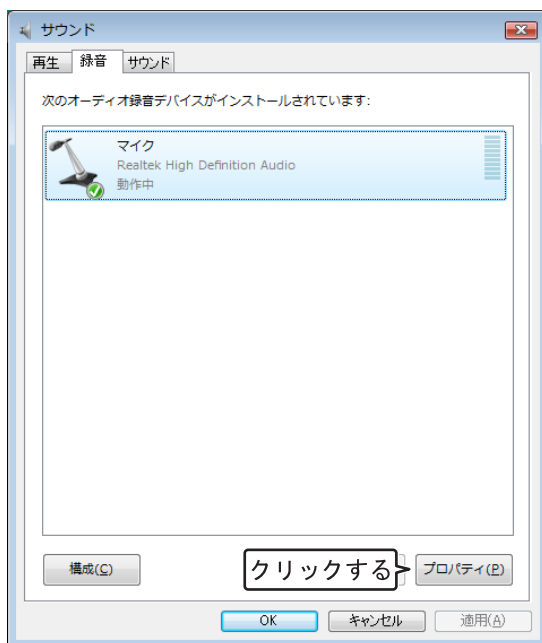 サウンド
再生 録音 サウンド
次のオーディオ録音デバイスがインストールされています:
マイク
Realtek High Definition Audio
動作中
構成(C) クリックする プロパティ(P)
OK キャンセル 適用(A)